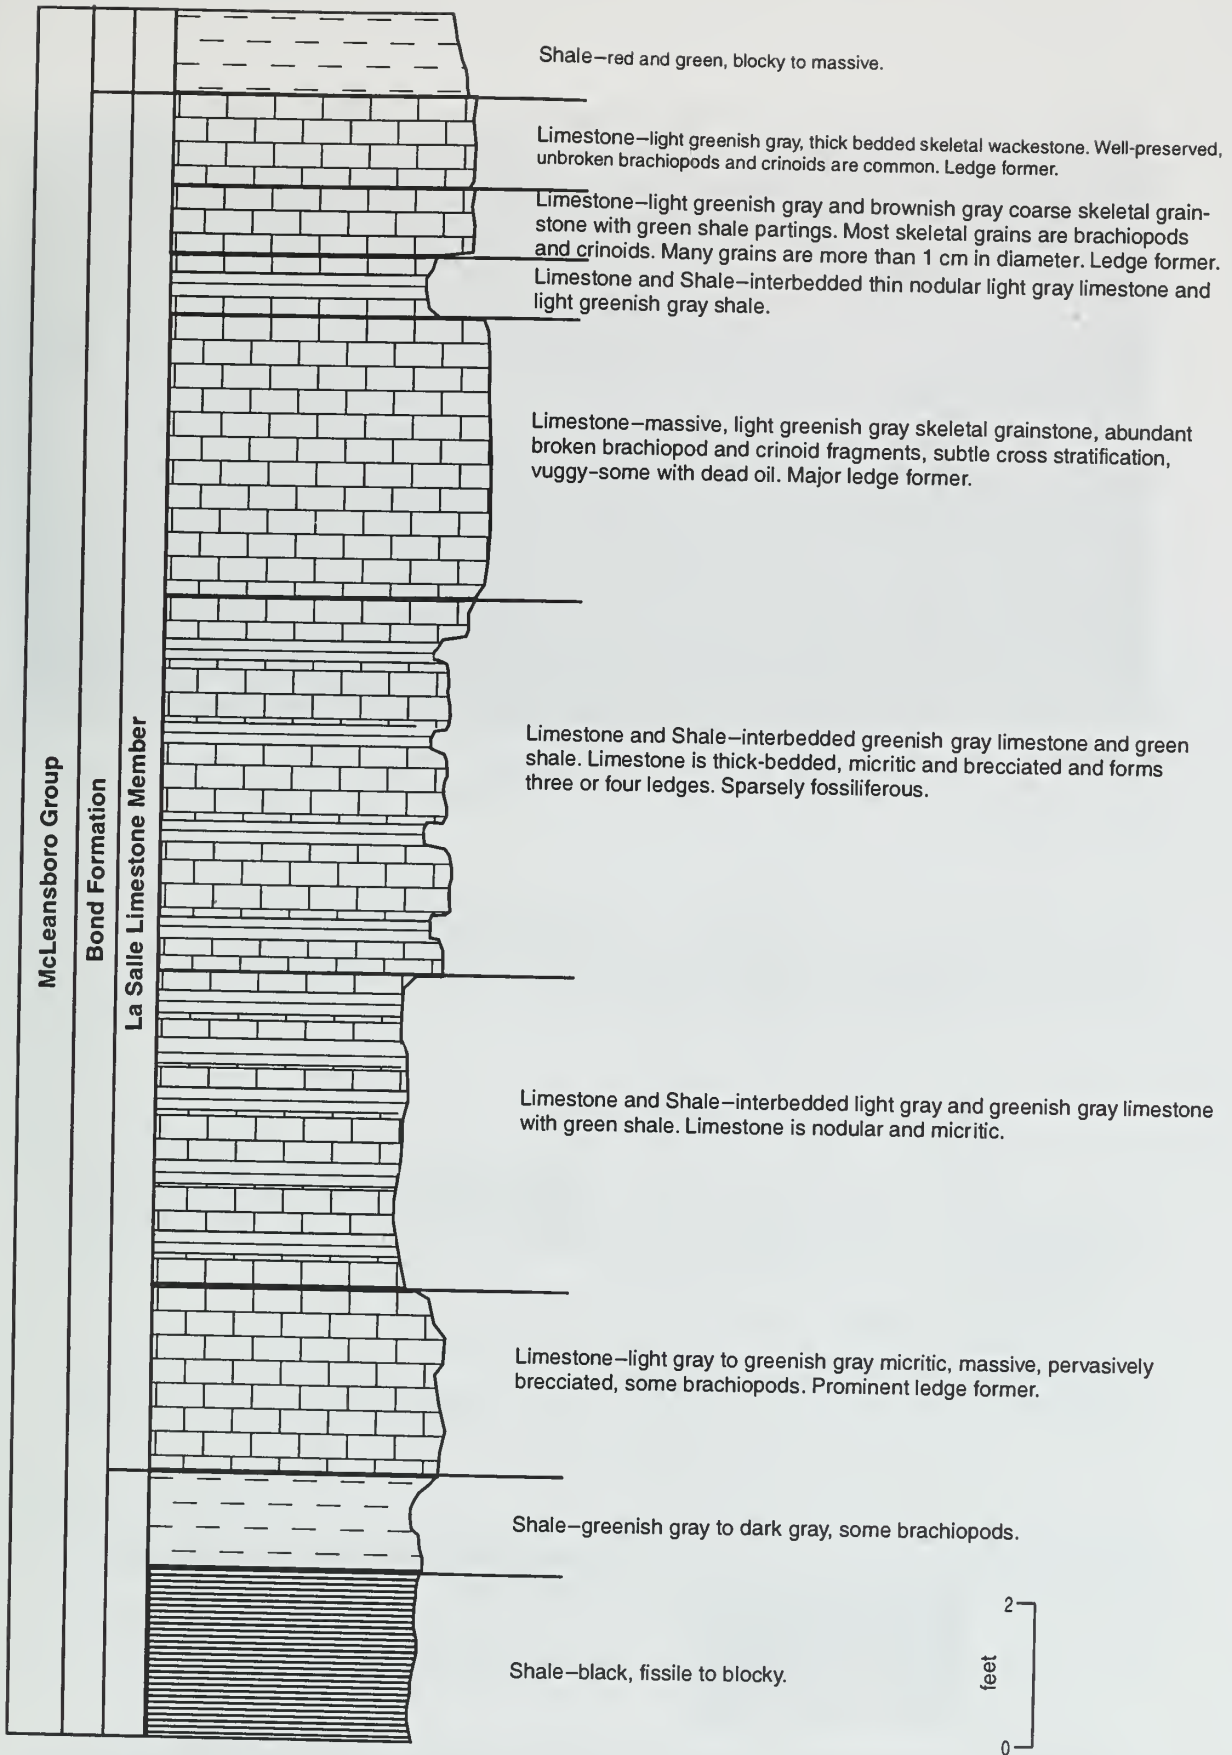 McLeansboro Group
Bond Formation
La Salle Limestone Member
Shale–red and green, blocky to massive.
Limestone–light greenish gray, thick bedded skeletal wackestone. Well-preserved,
unbroken brachiopods and crinoids are common. Ledge former.
Limestone–light greenish gray and brownish gray coarse skeletal grain-
stone with green shale partings. Most skeletal grains are brachiopods
and crinoids. Many grains are more than 1 cm in diameter. Ledge former.
Limestone and Shale–interbedded thin nodular light gray limestone and
light greenish gray shale.
Limestone–massive, light greenish gray skeletal grainstone, abundant
broken brachiopod and crinoid fragments, subtle cross stratification,
vuggy–some with dead oil. Major ledge former.
Limestone and Shale–interbedded greenish gray limestone and green
shale. Limestone is thick-bedded, micritic and brecciated and forms
three or four ledges. Sparsely fossiliferous.
Limestone and Shale–interbedded light gray and greenish gray limestone
with green shale. Limestone is nodular and micritic.
Limestone–light gray to greenish gray micritic, massive, pervasively
brecciated, some brachiopods. Prominent ledge former.
Shale–greenish gray to dark gray, some brachiopods.
Shale–black, fissile to blocky.
2
feet
0